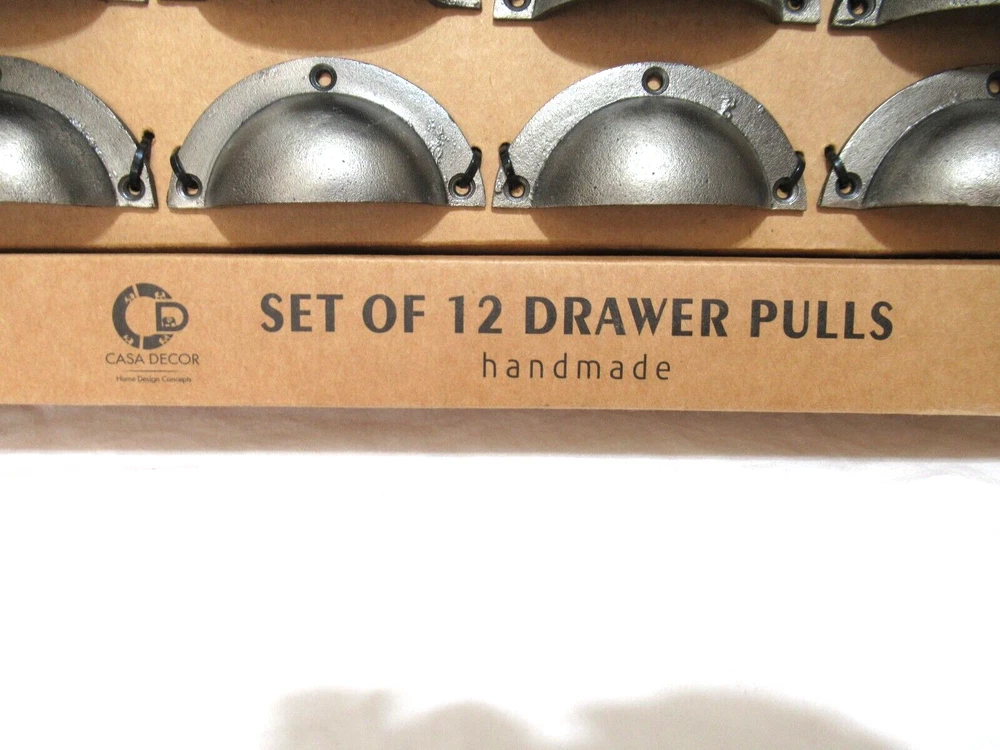 CD
CASA DECOR
Home Design Concepts
SET OF 12 DRAWER PULLS
handmade